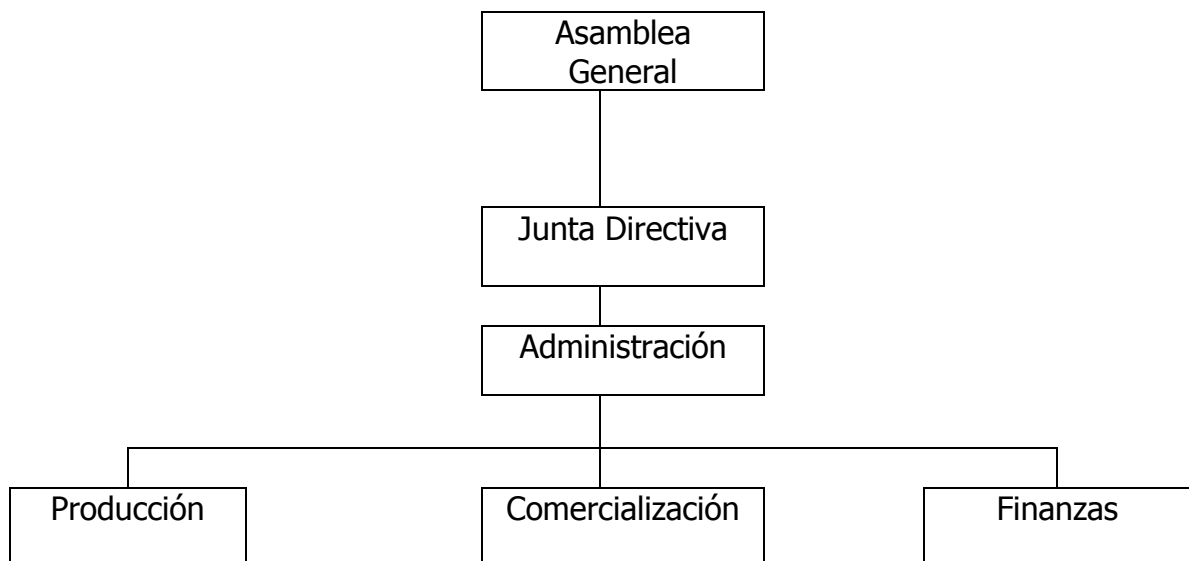 Asamblea
General
Junta Directiva
Administración
Producción
Comercialización
Finanzas